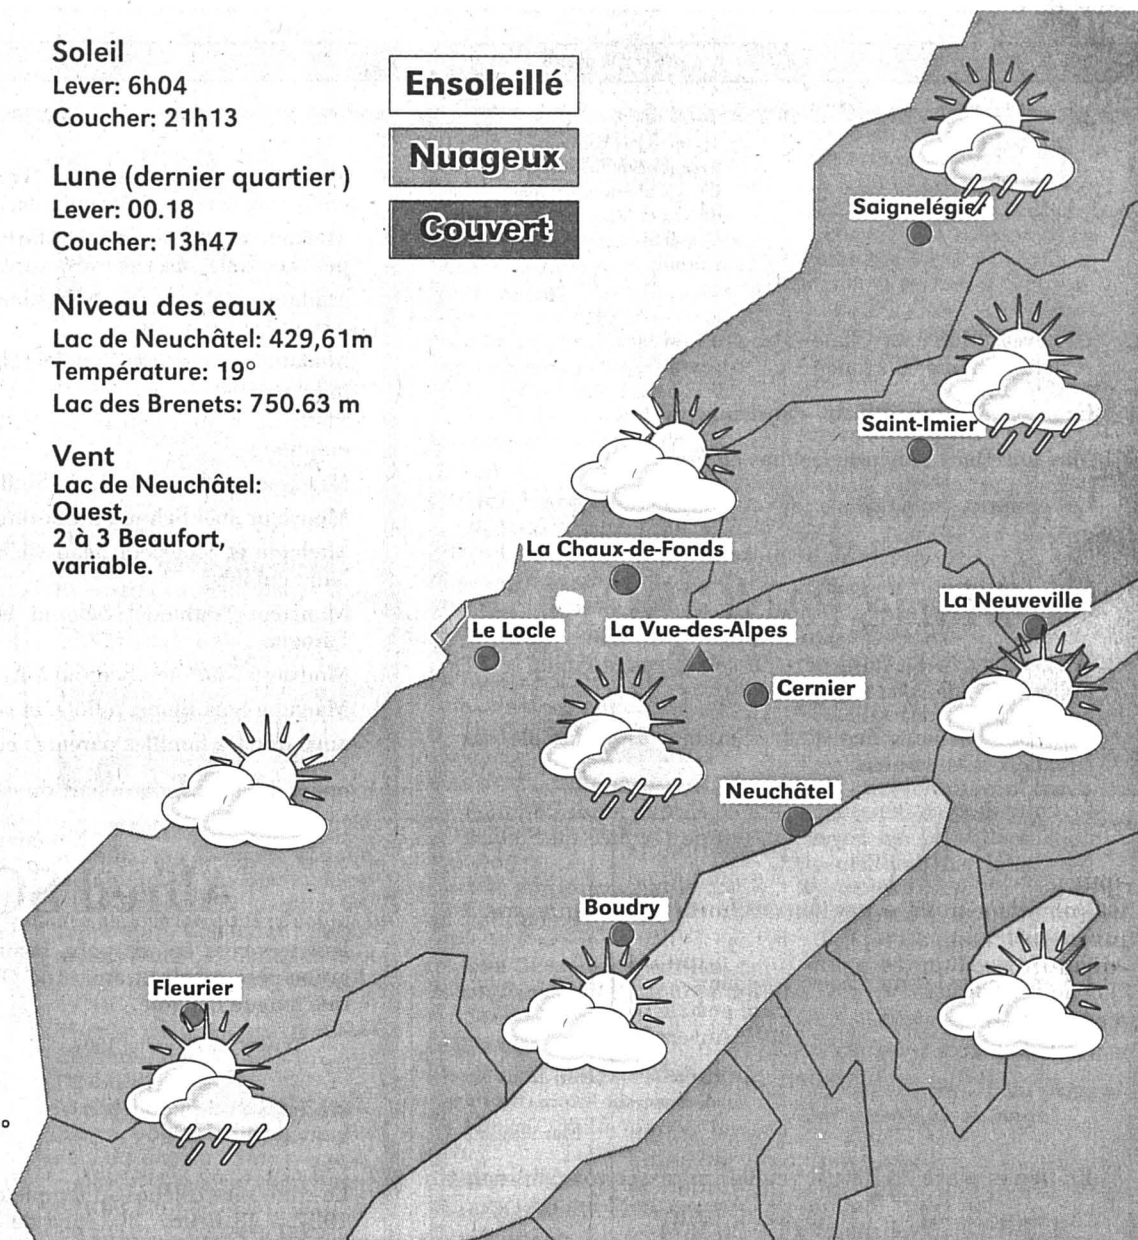 Soleil
Lever: 6h04
Coucher: 21h13
Lune (dernier quartier )
Lever: 00.18
Coucher: 13h47
Niveau des eaux
Lac de Neuchâtel: 429,61m
Température: 19°
Lac des Brenets: 750.63 m
Vent
Lac de Neuchâtel:
Ouest,
2 à 3 Beaufort,
variable.
Ensoleillé
Nuageux
Couvert
Saignelégier
Saint-Imier
La Chaux-de-Fonds
La Neuveville
Le Locle
La Vue-des-Alpes
Cernier
Neuchâtel
Boudry
Fleurier